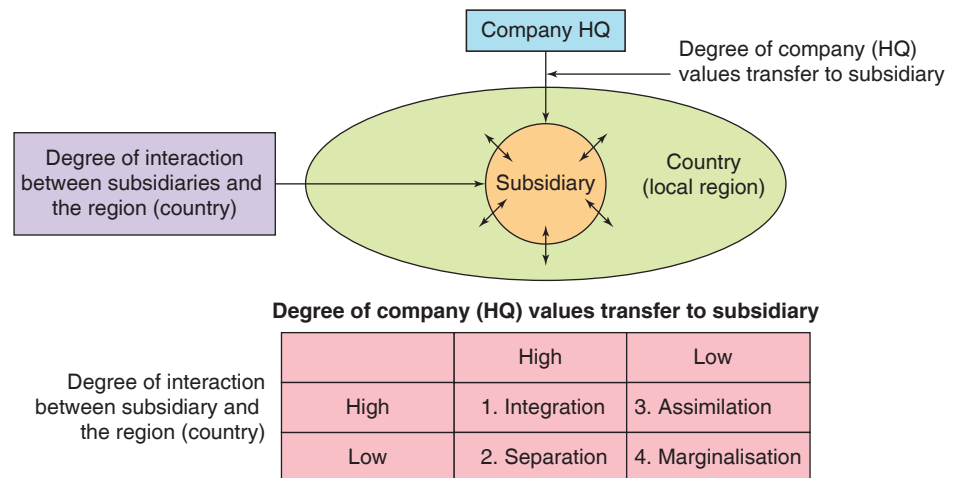 Company HQ
Degree of company (HQ)
values transfer to subsidiary
Degree of interaction
between subsidiaries and
the region (country)
Subsidiary
Country
(local region)
Degree of company (HQ) values transfer to subsidiary
Degree of interaction
between subsidiary and
the region (country)
High Low
High 1. Integration 3. Assimilation
Low 2. Separation 4. Marginalisation